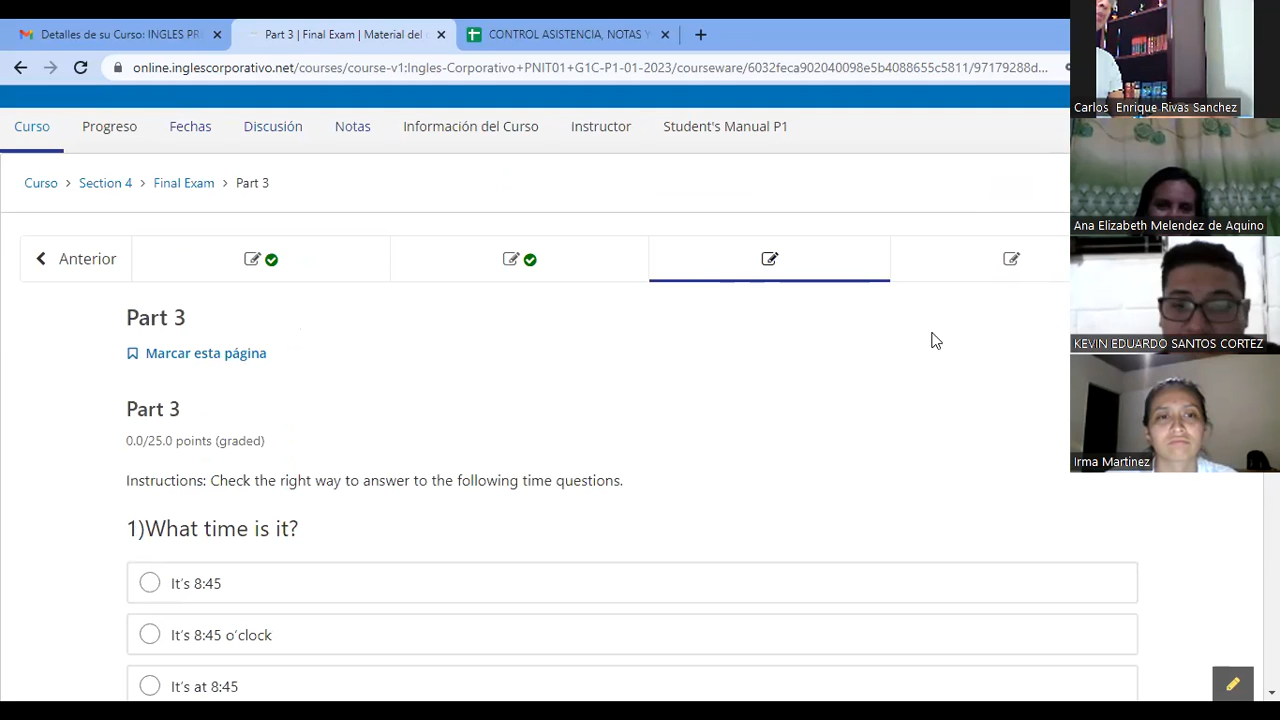 Detalles de su Curso: INGLES PR
Part 3 | Final Exam | Material del
CONTROL ASISTENCIA, NOTAS Y
online.inglescorporativo.net/courses/course-v1:Ingles-Corporativo+PNIT01+G1C-P1-01-2023/courseware/6032feca902040098e5b4088655c5811/97179288d...
Curso Progreso Fechas Discusión Notas Información del Curso Instructor Student's Manual P1
Curso > Section 4 > Final Exam > Part 3
Anterior
Part 3
Marcar esta página
Part 3
0.0/25.0 points (graded)
Instructions: Check the right way to answer to the following time questions.
1)What time is it?
It's 8:45
It's 8:45 o'clock
It's at 8:45
Carlos Enrique Rivas Sanchez
Ana Elizabeth Melendez de Aquino
KEVIN EDUARDO SANTOS CORTEZ
Irma Martinez